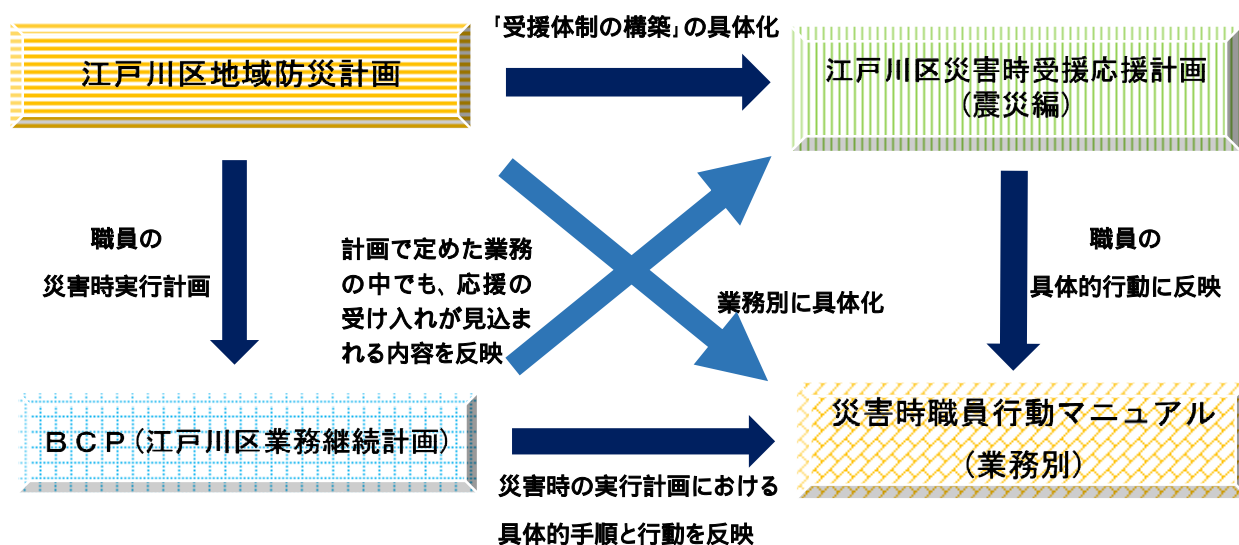 「受援体制の構築」の具体化
江戸川区地域防災計画
江戸川区災害時受援応援計画
(震災編)
職員の
災害時実行計画
計画で定めた業務
の中でも、応援の
受け入れが見込ま
れる内容を反映
業務別に具体化
職員の
具体的行動に反映
BCP(江戸川区業務継続計画)
災害時職員行動マニュアル
(業務別)
災害時の実行計画における
具体的手順と行動を反映